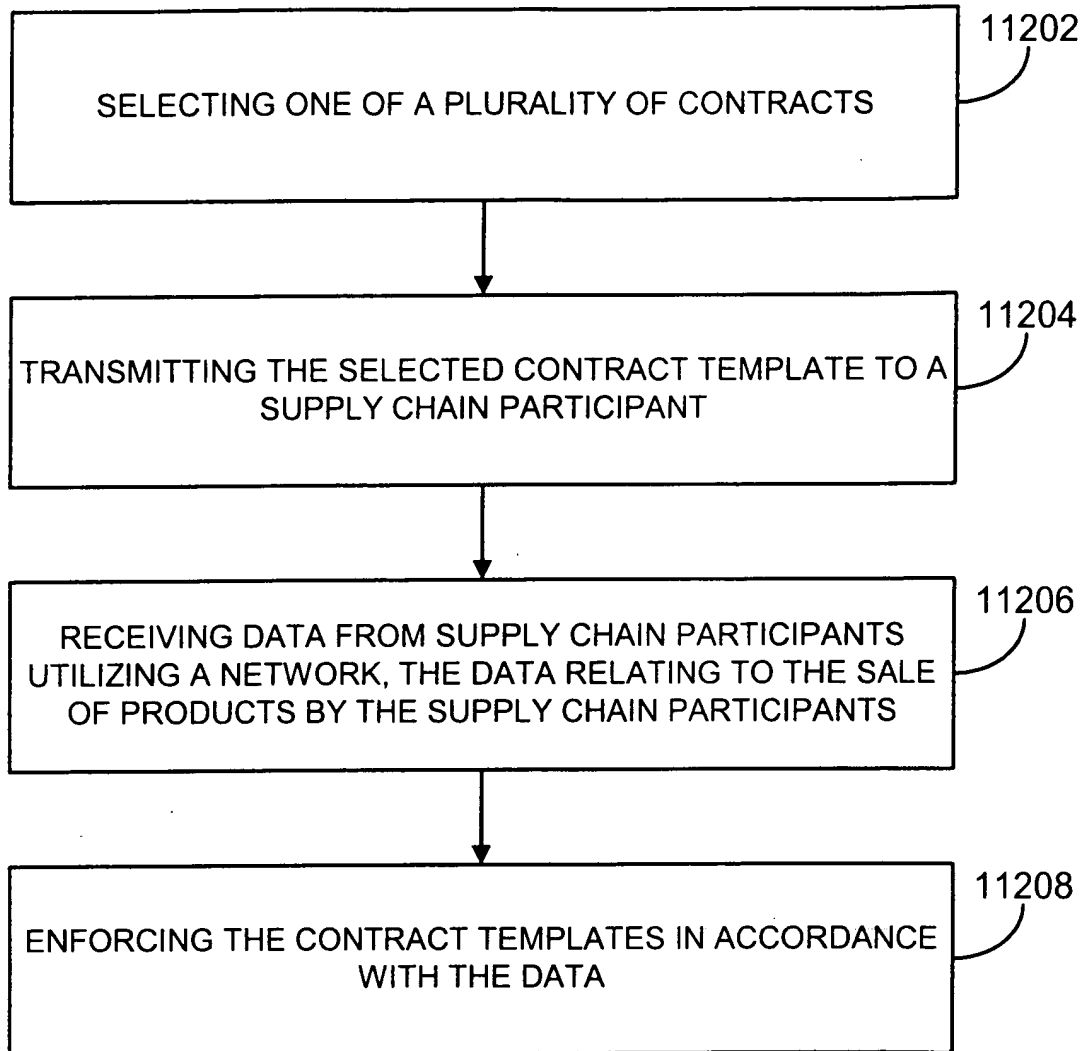 11202
SELECTING ONE OF A PLURALITY OF CONTRACTS
11204
TRANSMITTING THE SELECTED CONTRACT TEMPLATE TO A
SUPPLY CHAIN PARTICIPANT
11206
RECEIVING DATA FROM SUPPLY CHAIN PARTICIPANTS
UTILIZING A NETWORK, THE DATA RELATING TO THE SALE
OF PRODUCTS BY THE SUPPLY CHAIN PARTICIPANTS
11208
ENFORCING THE CONTRACT TEMPLATES IN ACCORDANCE
WITH THE DATA